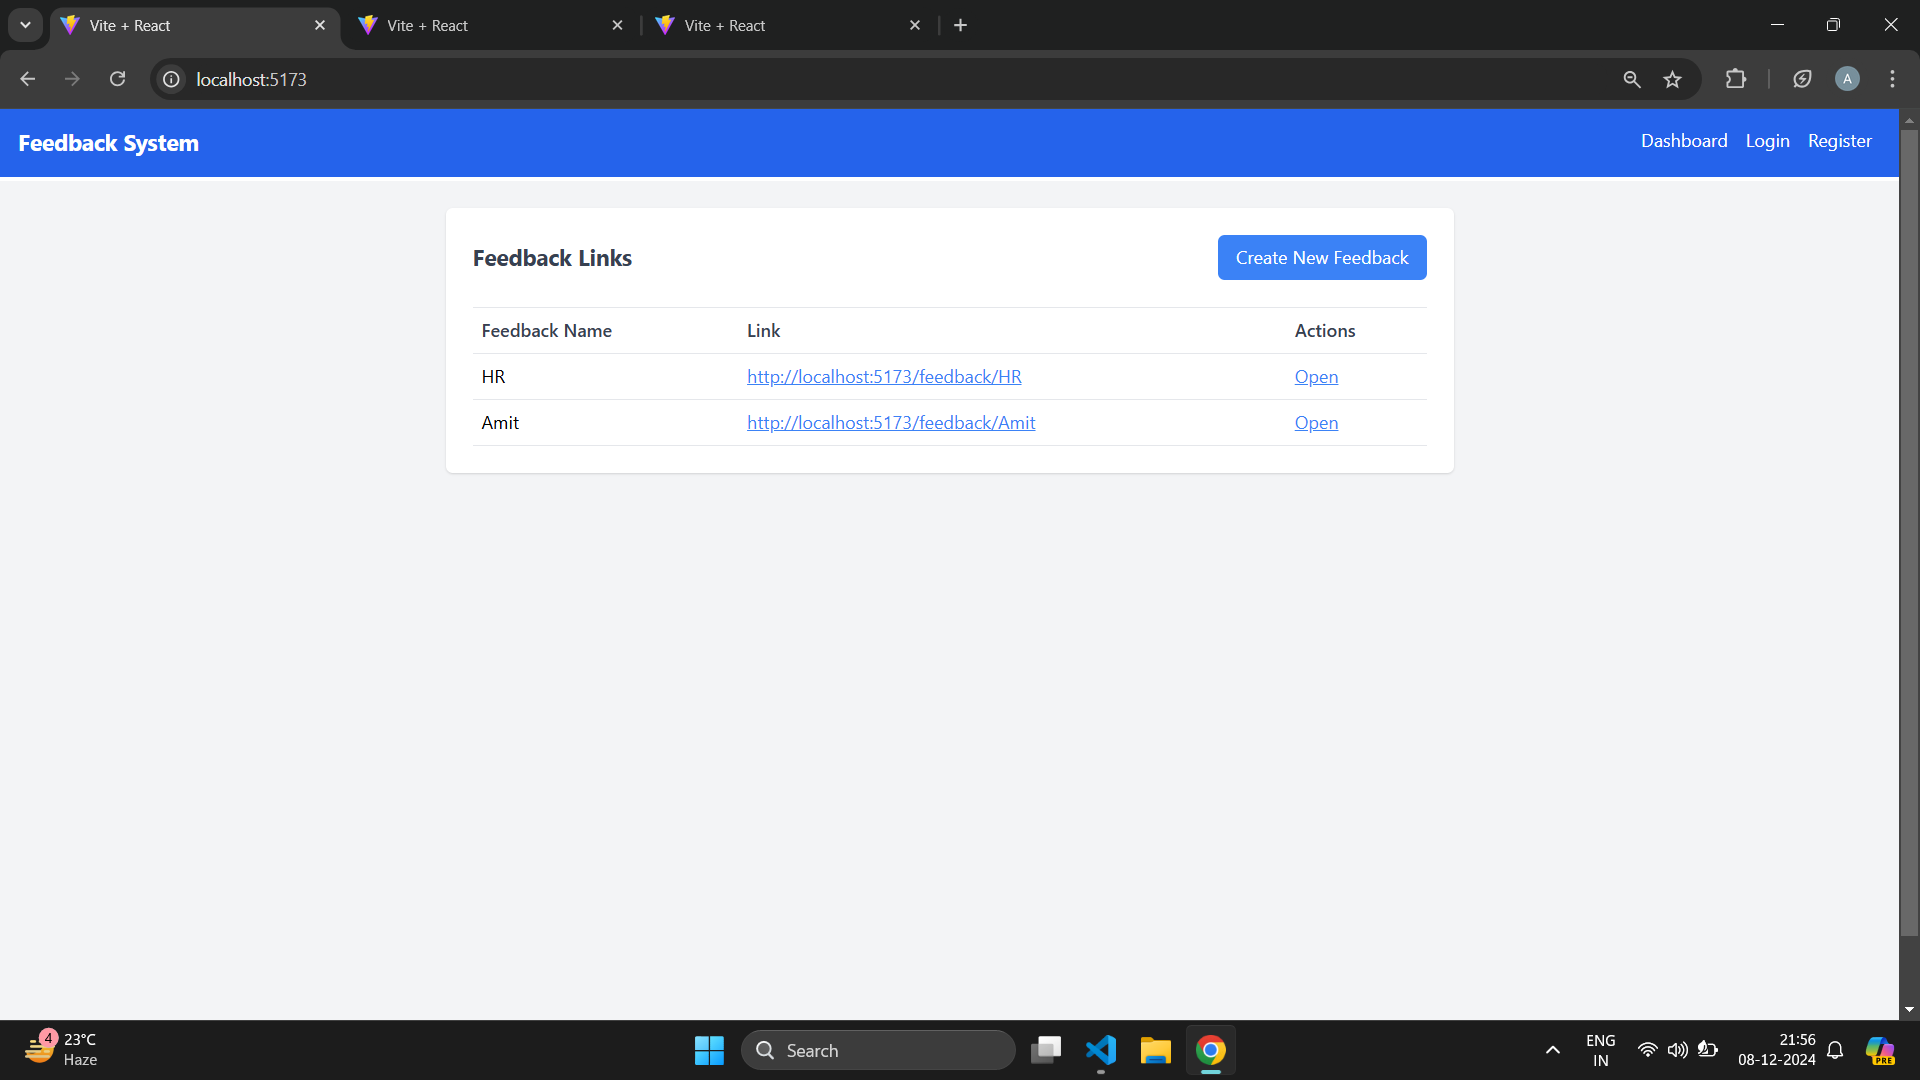 Vite + React
Vite + React
Vite + React
localhost:5173
A
Feedback System
Dashboard Login Register
Feedback Links
Create New Feedback
Feedback Name Link Actions
HR http://localhost:5173/feedback/HR Open
Amit http://localhost:5173/feedback/Amit Open
4
23°C
Haze
Search
ENG
IN
21:56
08-12-2024
PRE